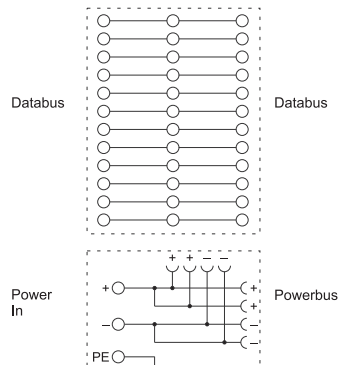 Databus Databus
+ + – –
+ +
Power In Powerbus
+
– –
–
PE